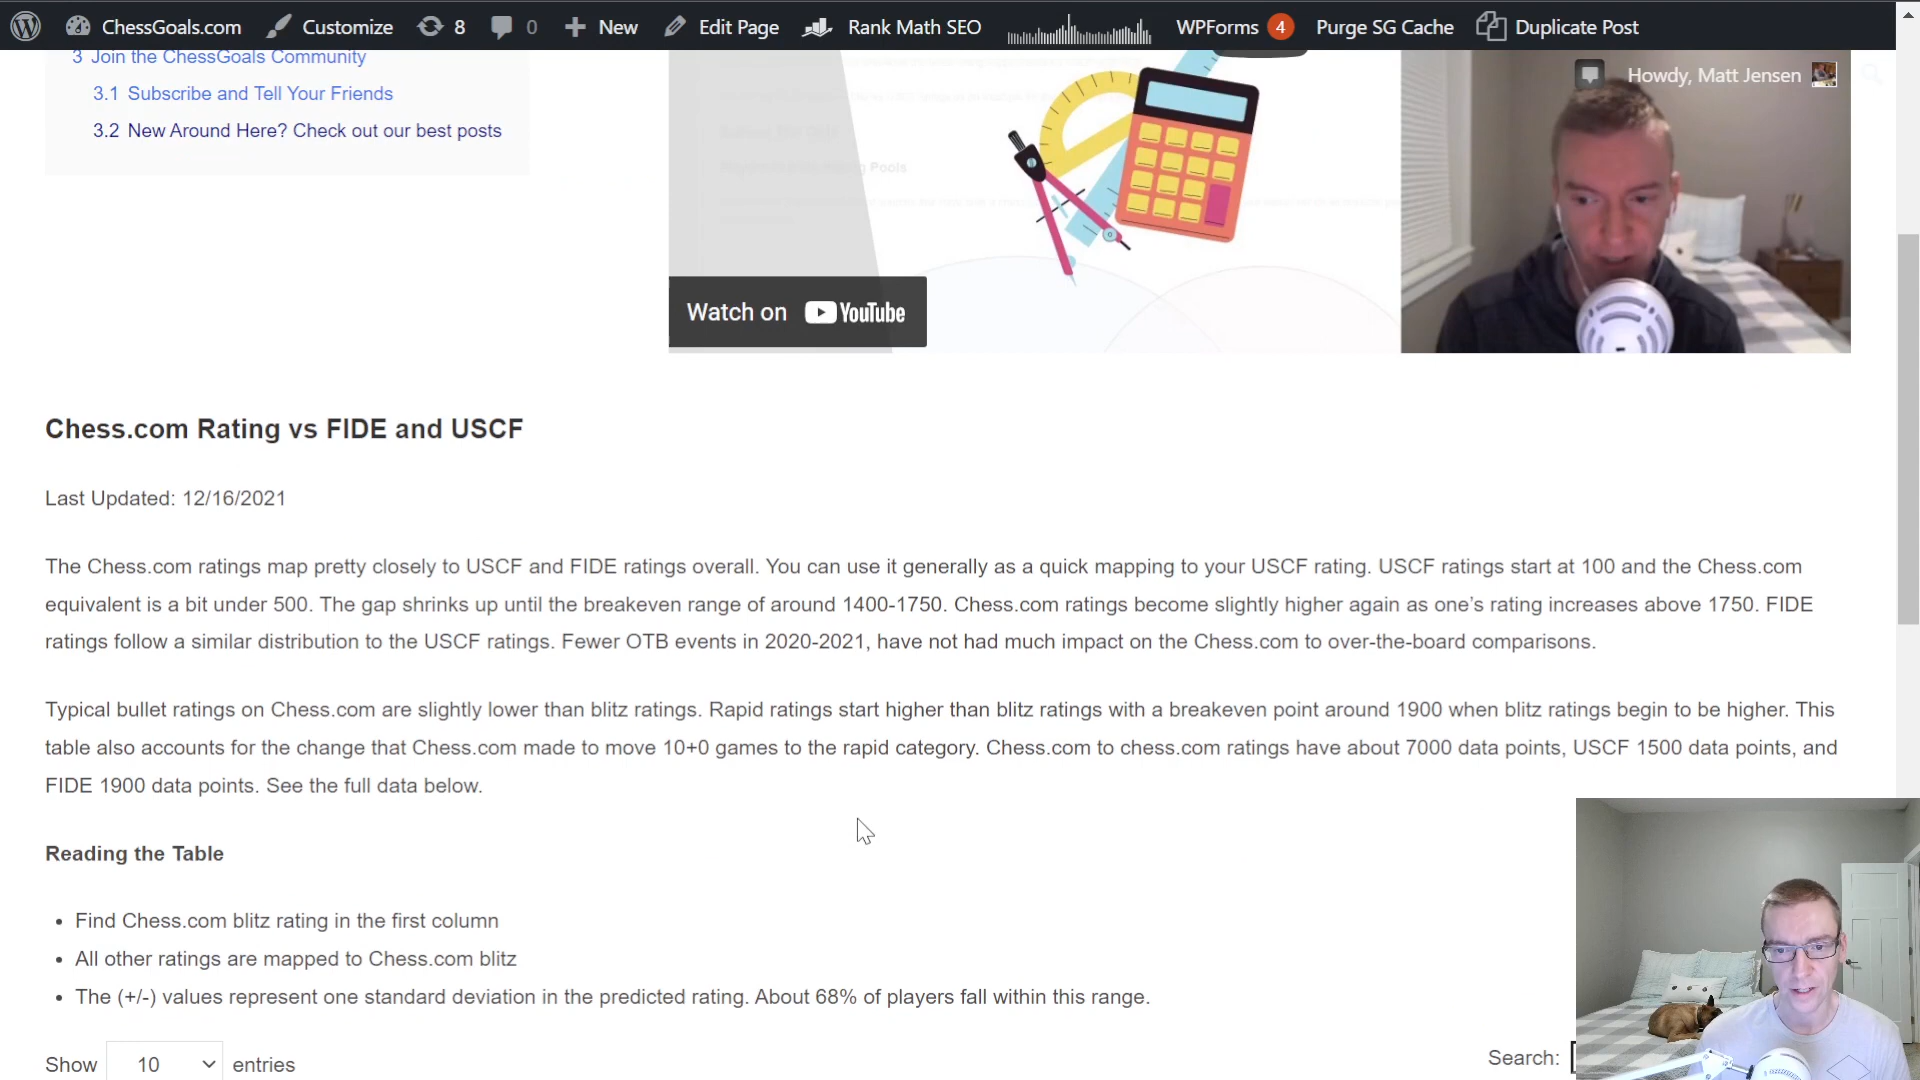 ChessGoals.com Customize 8 0 New Edit Page Rank Math SEO WPForms 4 Purge SG Cache Duplicate Post
Howdy, Matt Jensen
3 Join the ChessGoals Community
3.1 Subscribe and Tell Your Friends
3.2 New Around Here? Check out our best posts
Watch on YouTube
Chess.com Rating vs FIDE and USCF
Last Updated: 12/16/2021
The Chess.com ratings map pretty closely to USCF and FIDE ratings overall. You can use it generally as a quick mapping to your USCF rating. USCF ratings start at 100 and the Chess.com
equivalent is a bit under 500. The gap shrinks up until the breakeven range of around 1400-1750. Chess.com ratings become slightly higher again as one’s rating increases above 1750. FIDE
ratings follow a similar distribution to the USCF ratings. Fewer OTB events in 2020-2021, have not had much impact on the Chess.com to over-the-board comparisons.
Typical bullet ratings on Chess.com are slightly lower than blitz ratings. Rapid ratings start higher than blitz ratings with a breakeven point around 1900 when blitz ratings begin to be higher. This
table also accounts for the change that Chess.com made to move 10+0 games to the rapid category. Chess.com to chess.com ratings have about 7000 data points, USCF 1500 data points, and
FIDE 1900 data points. See the full data below.
Reading the Table
• Find Chess.com blitz rating in the first column
• All other ratings are mapped to Chess.com blitz
• The (+/-) values represent one standard deviation in the predicted rating. About 68% of players fall within this range.
Show 10 entries
Search: